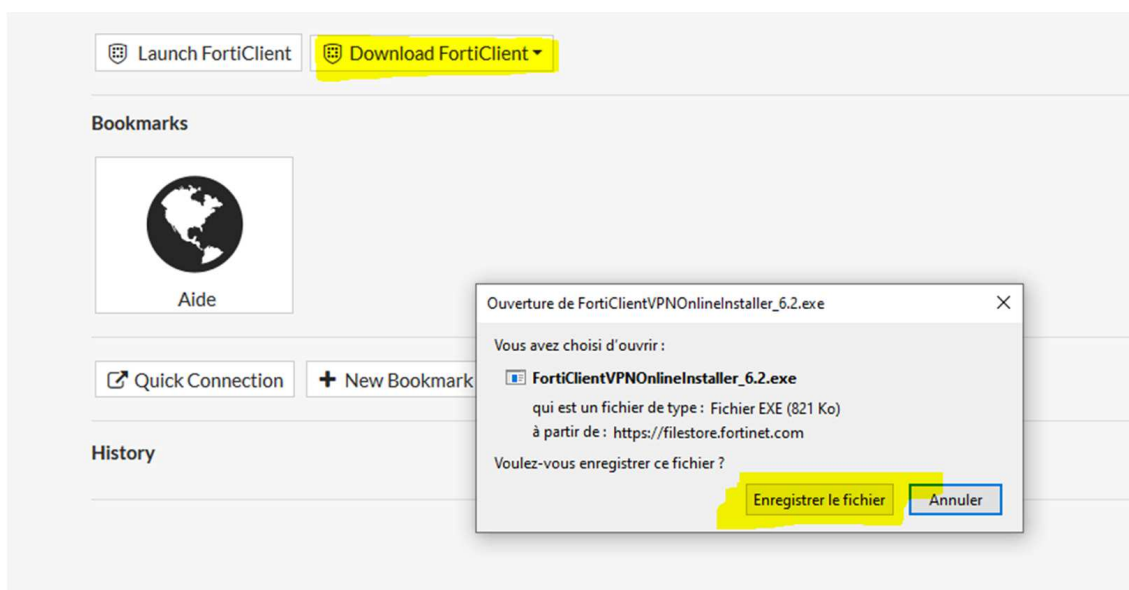 Launch FortiClient
Download FortiClient
Bookmarks
Aide
Quick Connection
New Bookmark
History
Ouverture de FortiClientVPNOnlineInstaller_6.2.exe
Vous avez choisi d'ouvrir :
FortiClientVPNOnlineInstaller_6.2.exe
qui est un fichier de type : Fichier EXE (821 Ko)
à partir de : https://filestore.fortinet.com
Voulez-vous enregistrer ce fichier ?
Enregistrer le fichier
Annuler